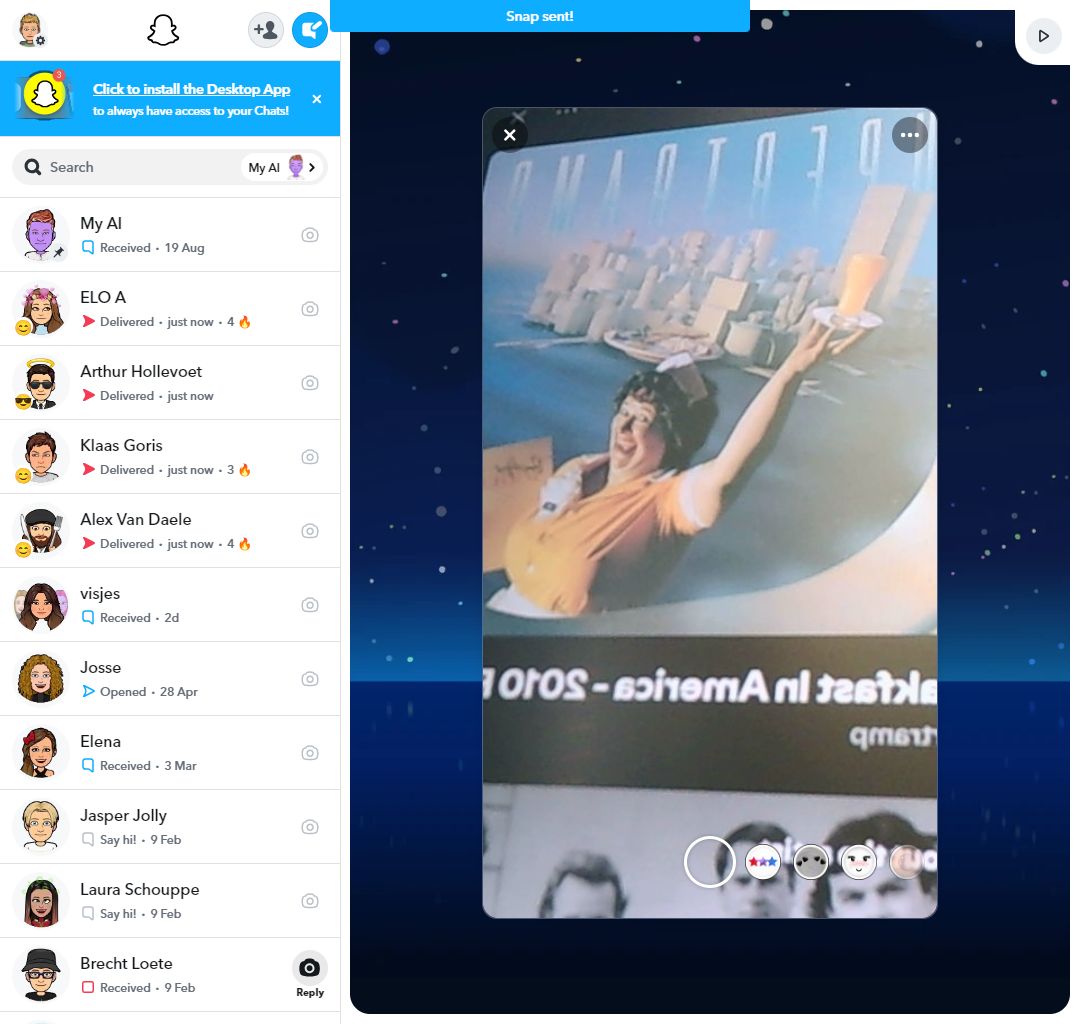 Snap sent!
3
Click to install the Desktop App
to always have access to your Chats!
Search
My AI
My AI
Received · 19 Aug
ELO A
Delivered · just now · 4 🔥
Arthur Hollevoet
Delivered · just now
Klaas Goris
Delivered · just now · 3 🔥
Alex Van Daele
Delivered · just now · 4 🔥
visjes
Received · 2d
Josse
Opened · 28 Apr
Elena
Received · 3 Mar
Jasper Jolly
Say hi! · 9 Feb
Laura Schouppe
Say hi! · 9 Feb
Brecht Loete
Received · 9 Feb
Reply
PERTRAMP
akfast In America - 2010
rtramp